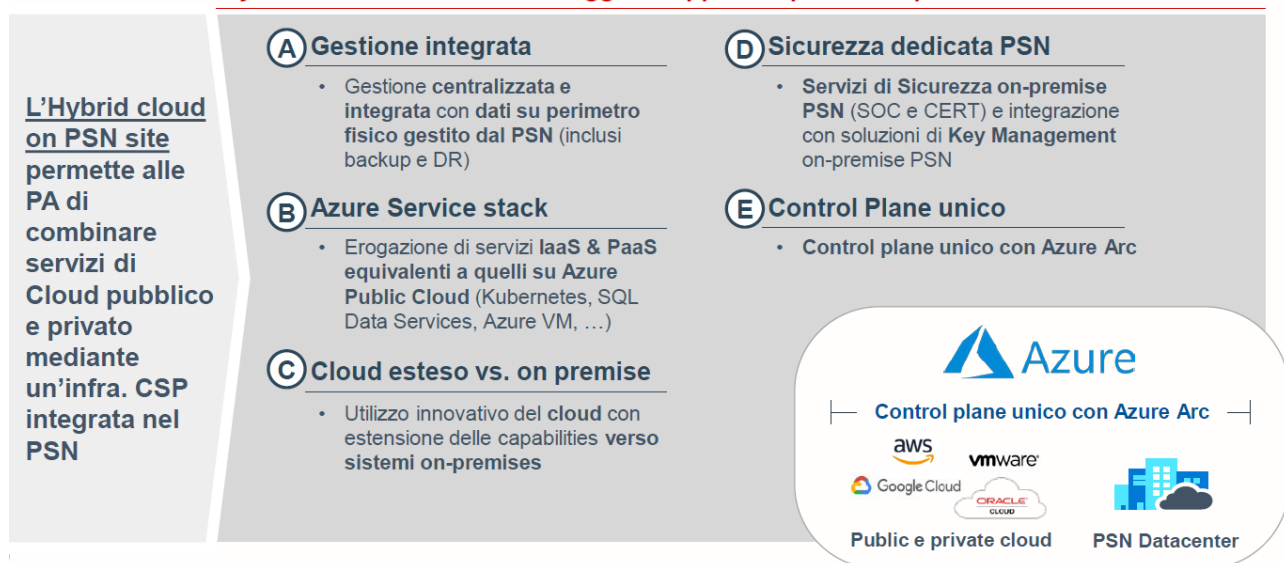 L'Hybrid cloud
on PSN site
permette alle
PA di
combinare
servizi di
Cloud pubblico
e privato
mediante
un'infra. CSP
integrata nel
PSN
A Gestione integrata
• Gestione centralizzata e
integrata con dati su perimetro
fisico gestito dal PSN (inclusi
backup e DR)
B Azure Service stack
• Erogazione di servizi IaaS & PaaS
equivalenti a quelli su Azure
Public Cloud (Kubernetes, SQL
Data Services, Azure VM, …)
C Cloud esteso vs. on premise
• Utilizzo innovativo del cloud con
estensione delle capabilities verso
sistemi on-premises
D Sicurezza dedicata PSN
• Servizi di Sicurezza on-premise
PSN (SOC e CERT) e integrazione
con soluzioni di Key Management
on-premise PSN
E Control Plane unico
• Control plane unico con Azure Arc
Azure
Control plane unico con Azure Arc
aws
vmware
Google Cloud
ORACLE
CLOUD
Public e private cloud
PSN Datacenter